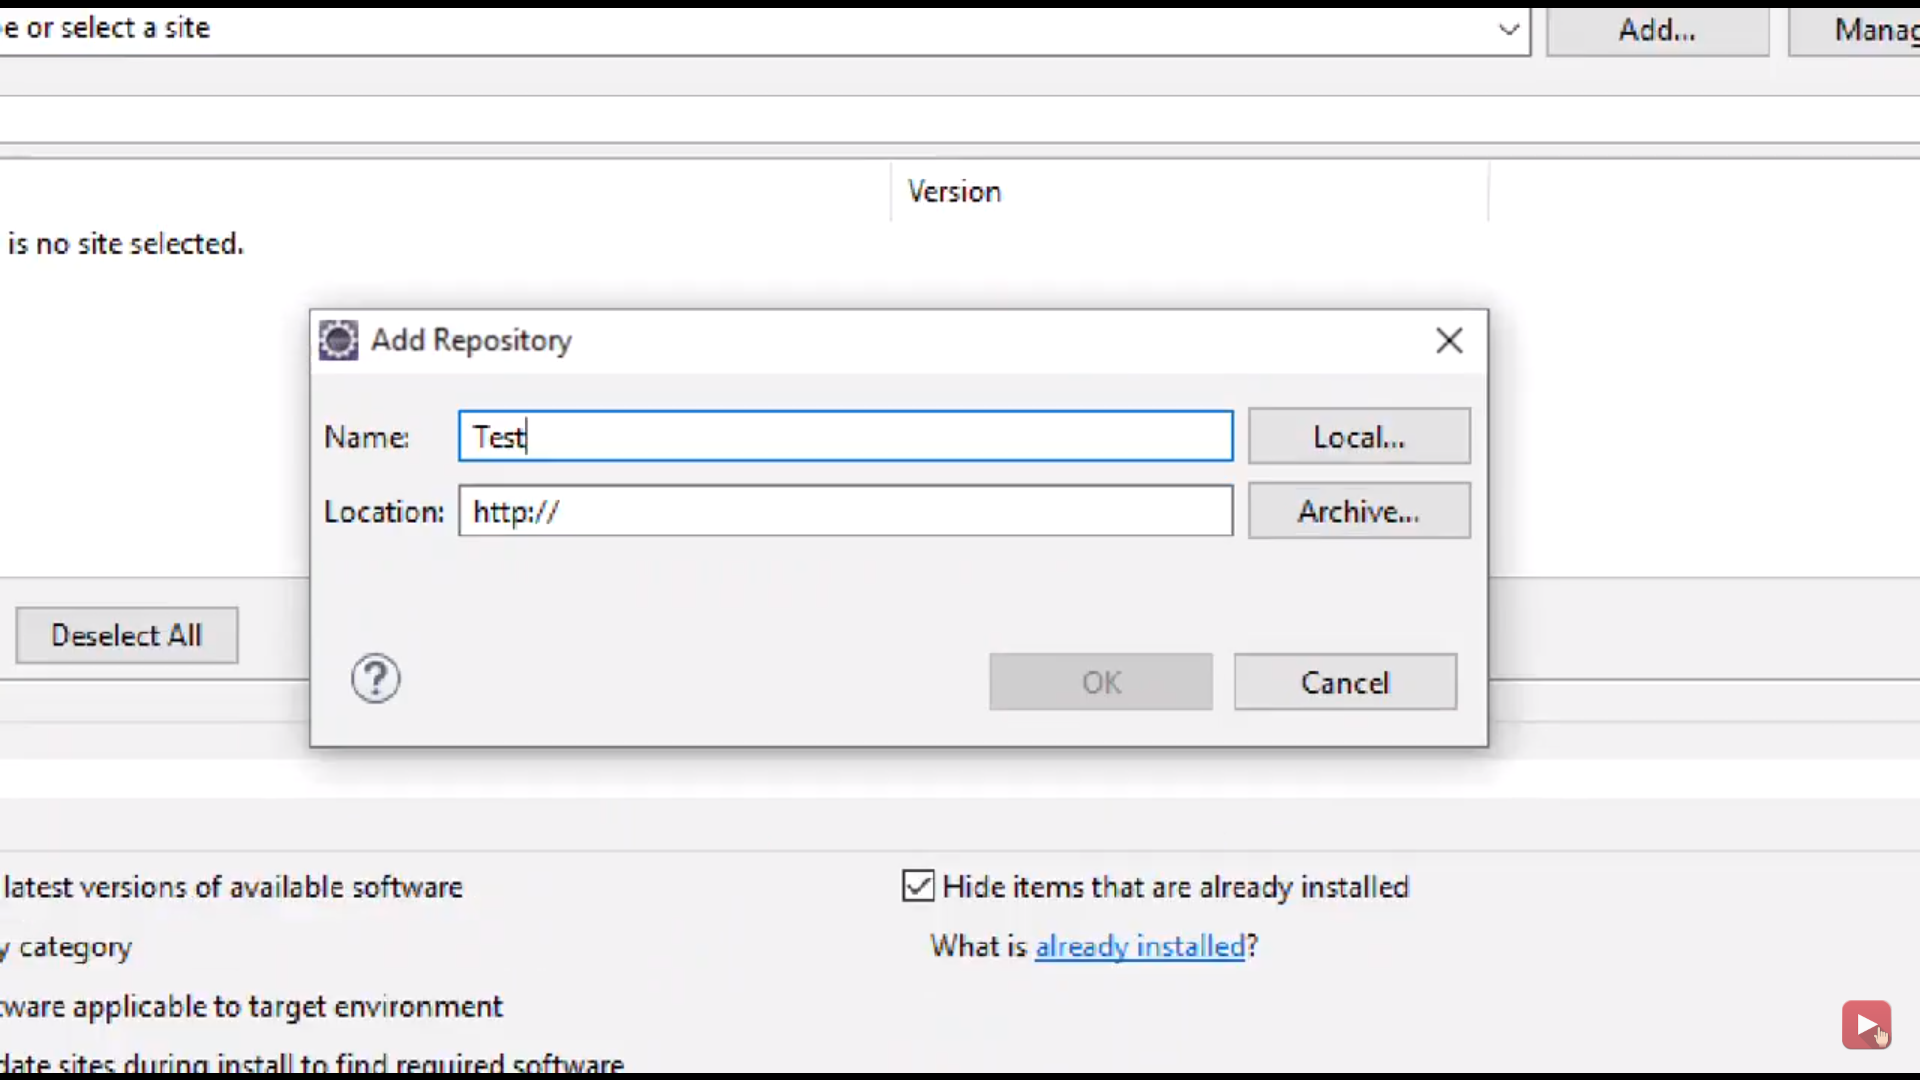 e or select a site
Add...
Manag
Version
is no site selected.
Add Repository
Name:
Test
Local...
Location:
http://
Archive...
Deselect All
?
OK
Cancel
latest versions of available software
Hide items that are already installed
y category
What is already installed?
tware applicable to target environment
date sites during install to find required software